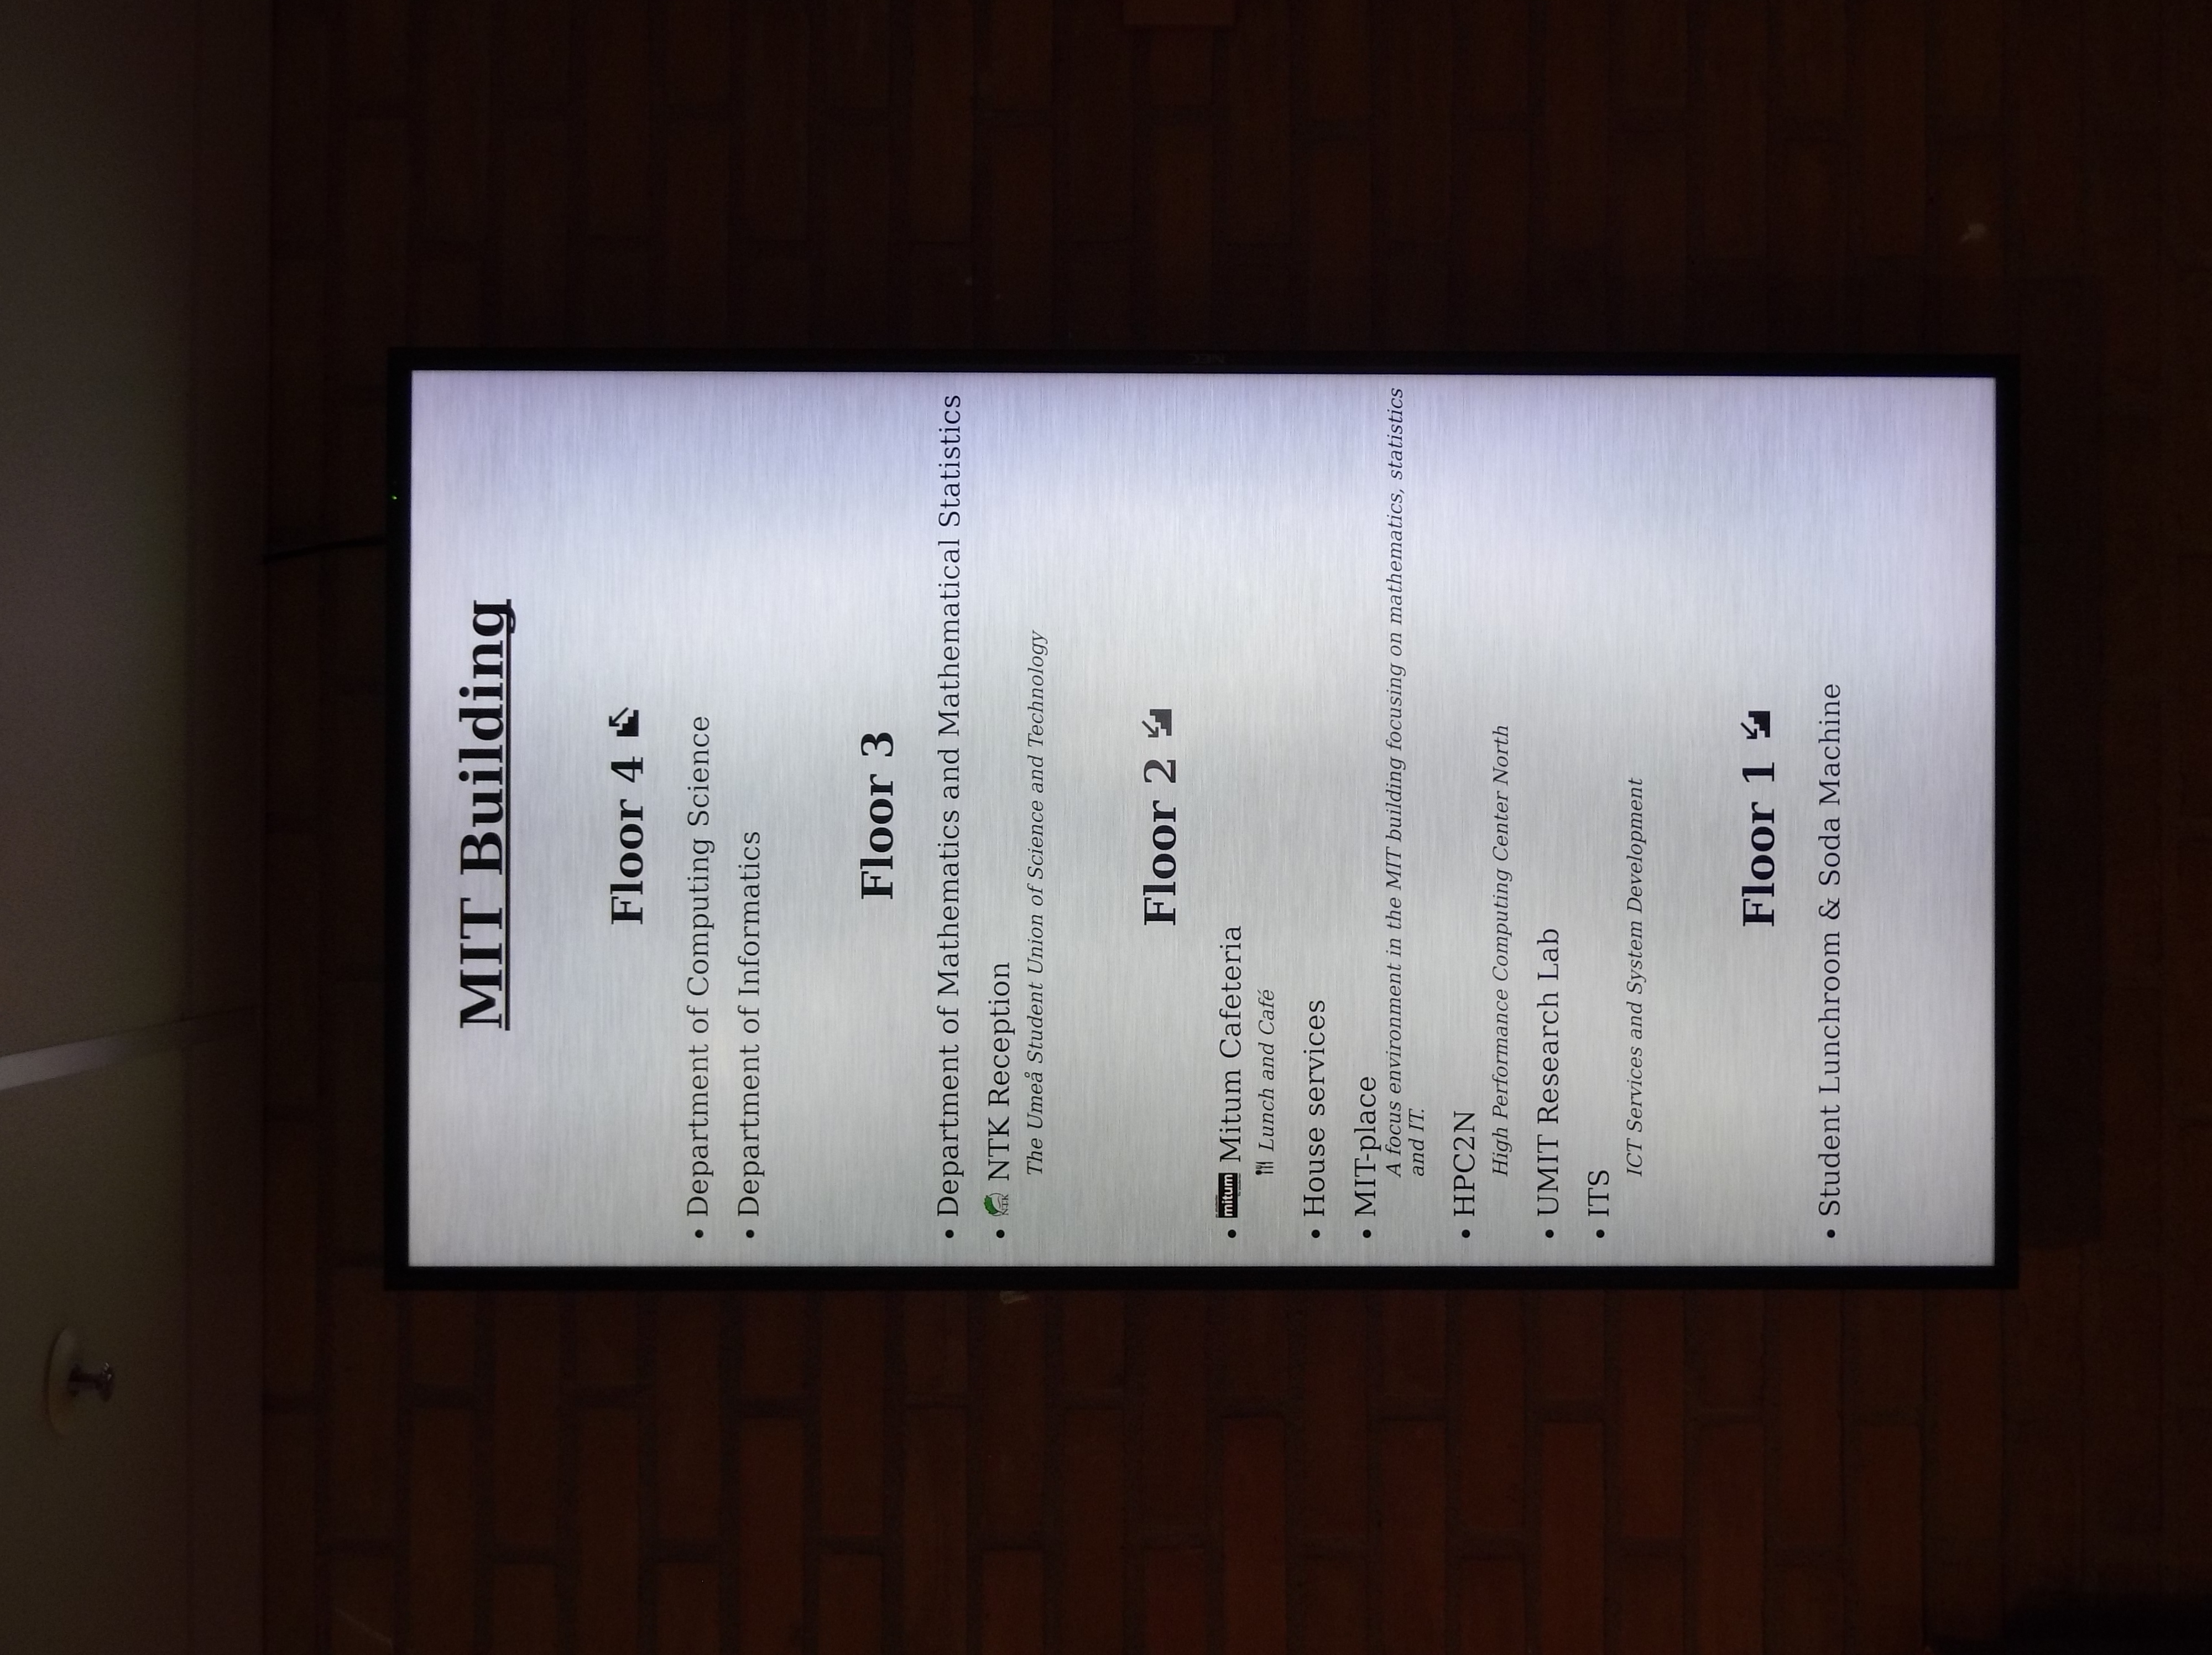 MIT Building
Floor 4
• Department of Computing Science
• Department of Informatics
Floor 3
• Department of Mathematics and Mathematical Statistics
• NTK NTK Reception
The Umeå Student Union of Science and Technology
Floor 2
• mitum Mitum Cafeteria
Lunch and Café
• House services
• MIT-place
A focus environment in the MIT building focusing on mathematics, statistics
and IT.
• HPC2N
High Performance Computing Center North
• UMIT Research Lab
• ITS
ICT Services and System Development
Floor 1
• Student Lunchroom & Soda Machine